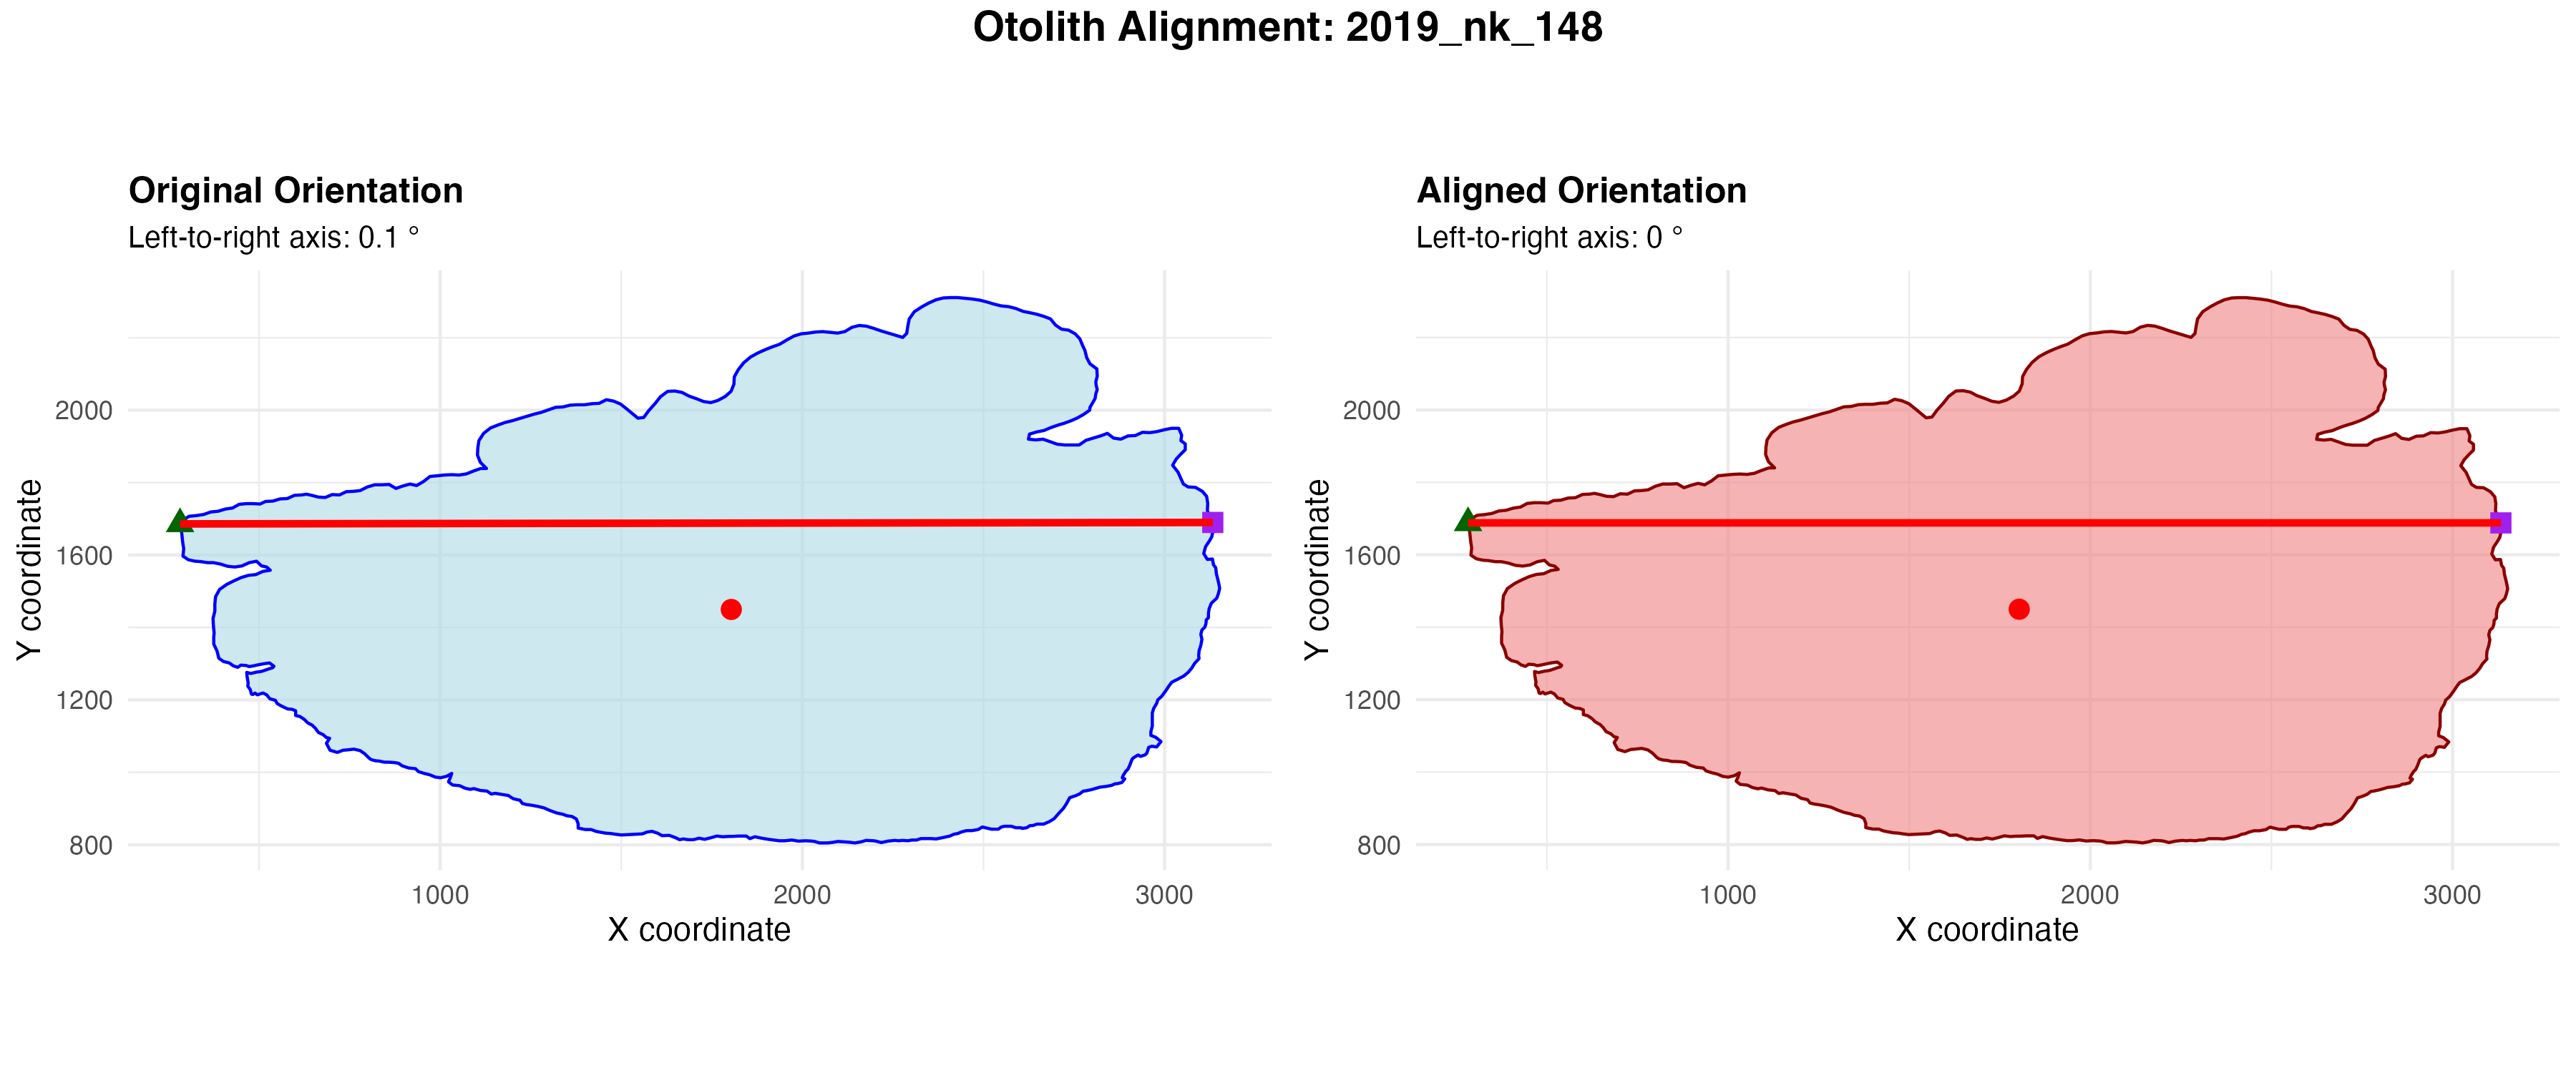 Otolith Alignment: 2019_nk_148
Original Orientation
Left-to-right axis: 0.1 °
Y coordinate
2000
1600
1200
800
1000
2000
3000
X coordinate
Aligned Orientation
Left-to-right axis: 0 °
Y coordinate
2000
1600
1200
800
1000
2000
3000
X coordinate